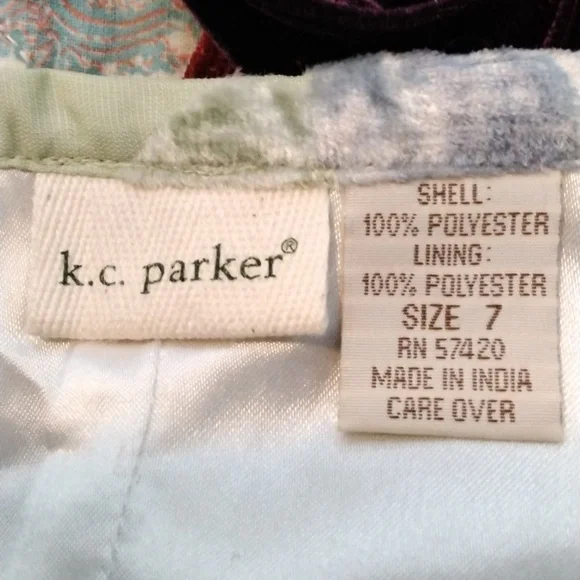 k.c. parker®
SHELL:
100% POLYESTER
LINING:
100% POLYESTER
SIZE 7
RN 57420
MADE IN INDIA
CARE OVER